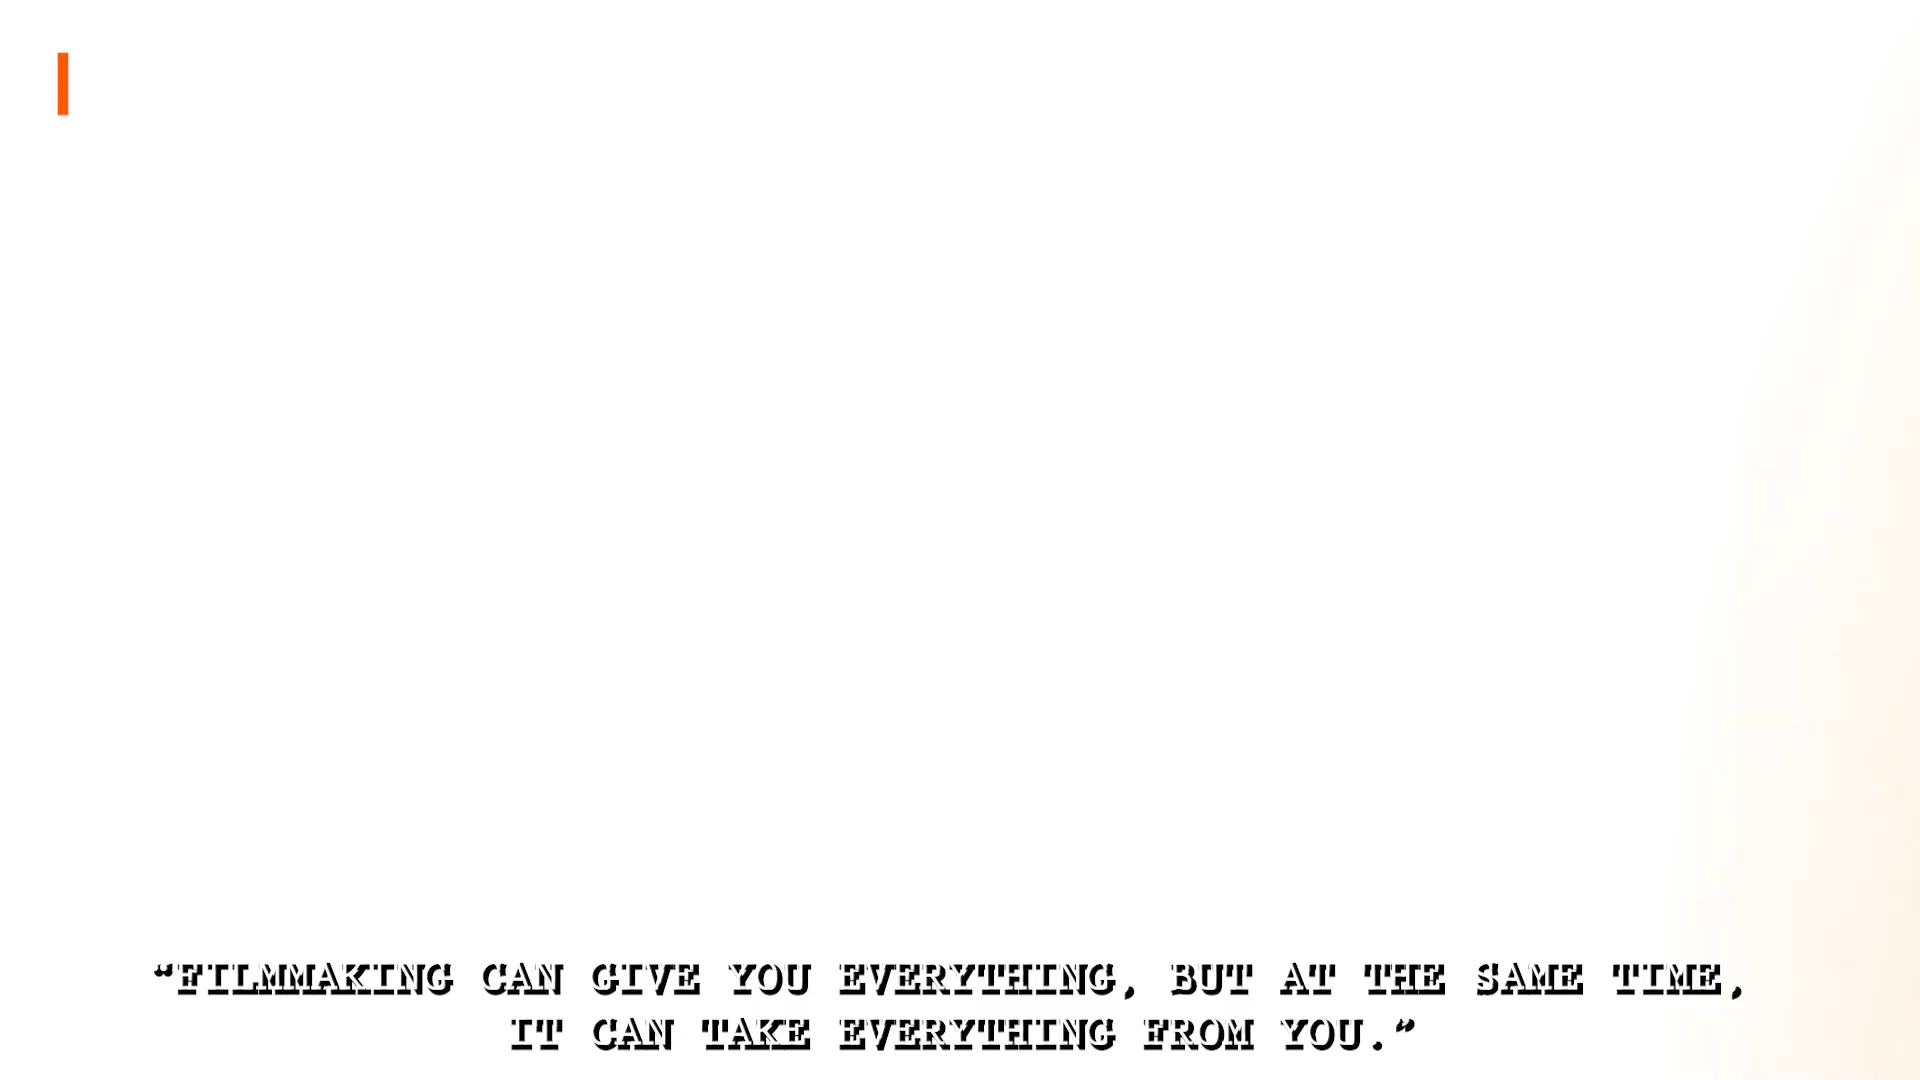 “FILMMAKING CAN GIVE YOU EVERYTHING, BUT AT THE SAME TIME,
IT CAN TAKE EVERYTHING FROM YOU.”